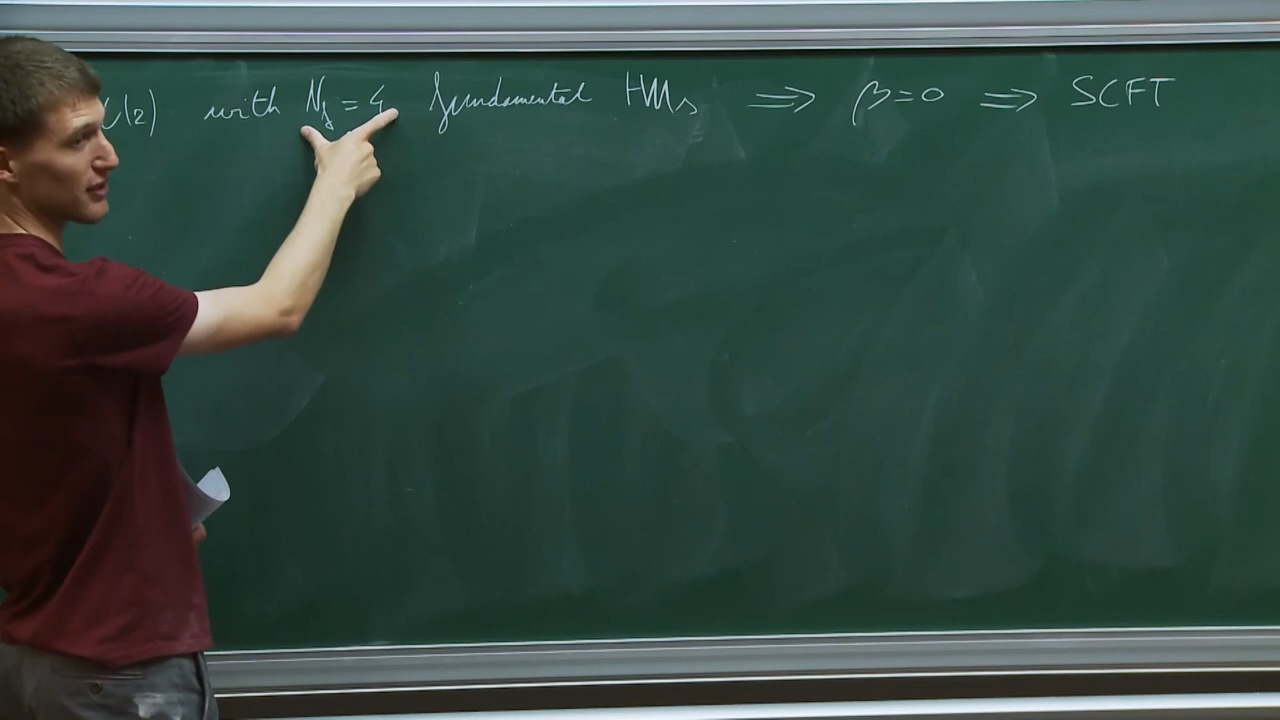 U(2) with N_f = 4 fundamental HMs ⟹ β=0 ⟹ SCFT